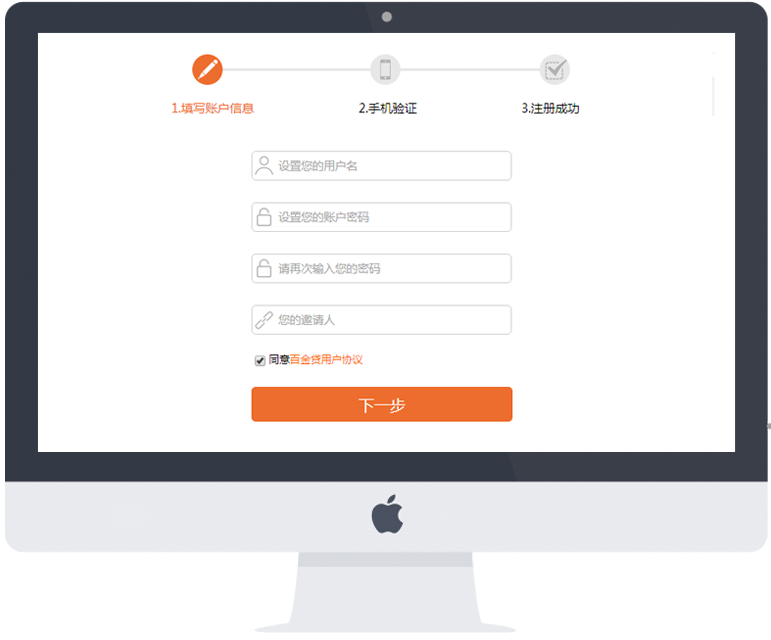 1.填写账户信息 2.手机验证 3.注册成功
设置您的用户名
设置您的账户密码
请再次输入您的密码
您的邀请人
同意百金贷用户协议
下一步